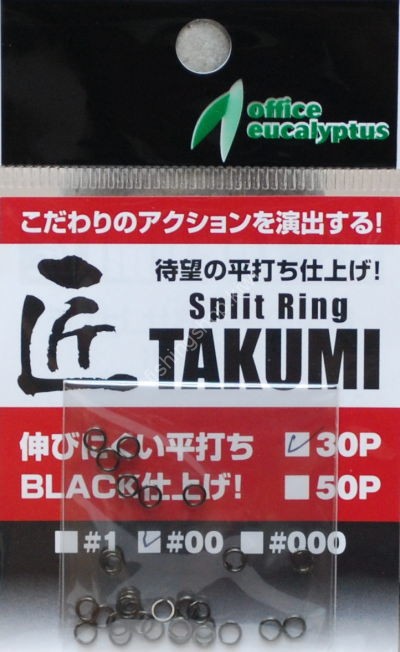 office
eucalyptus
こだわりのアクションを演出する!
匠
待望の平打ち仕上げ!
Split Ring
TAKUMI
伸びにくい平打ち
30P
BLACK仕上げ!
50P
#1 #00 #000